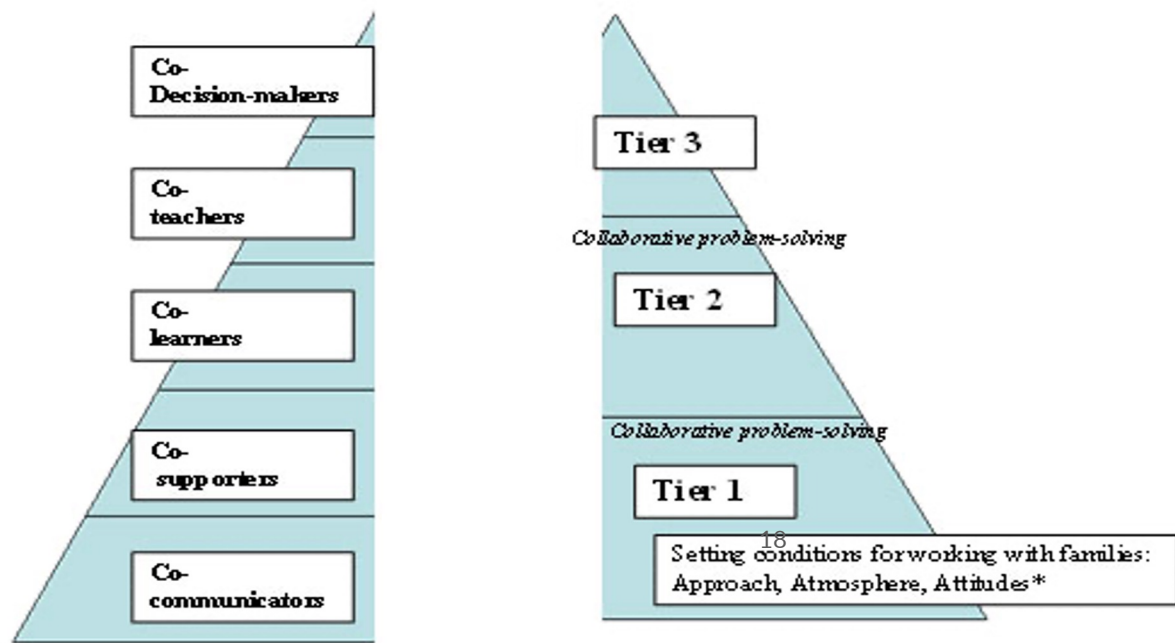 Co-
Decision-makers
Co-
teachers
Co-
learners
Co-
supporters
Co-
communicators
Tier 3
Collaborative problem-solving
Tier 2
Collaborative problem-solving
Tier 1
18
Setting conditions for working with families:
Approach, Atmosphere, Attitudes*